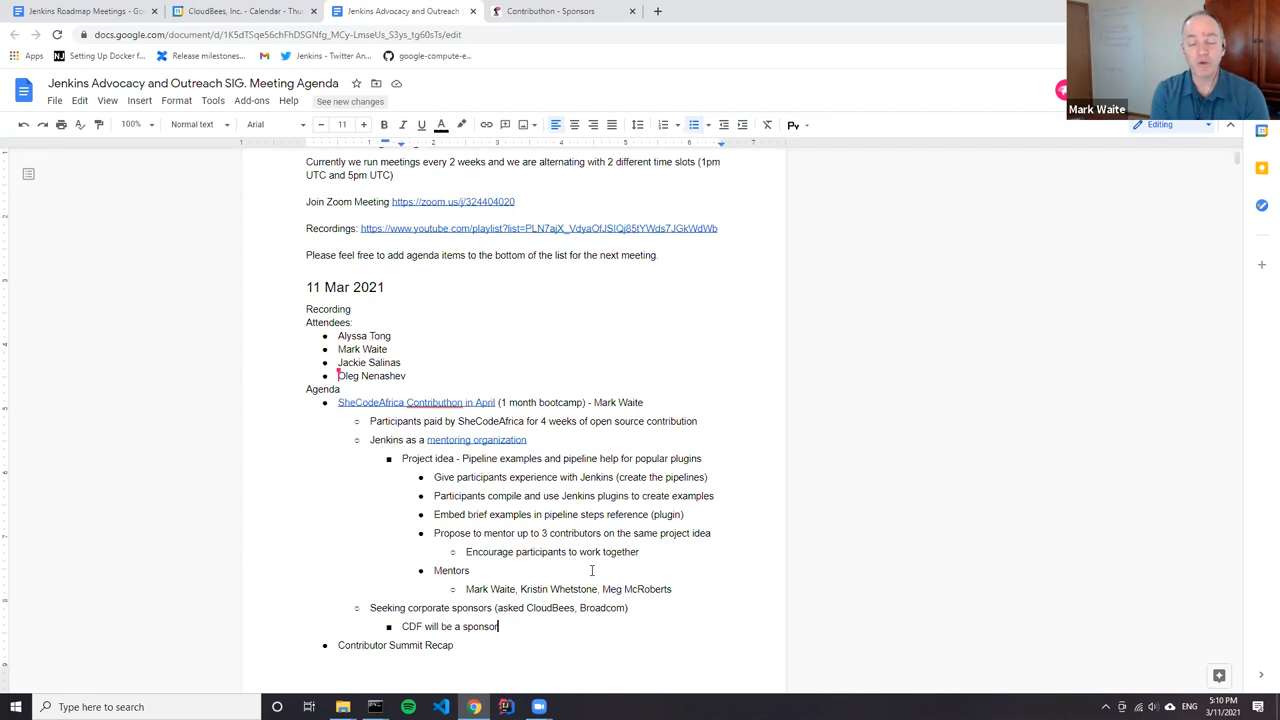 Jenkins Roadmap Meetings - Go
CloudBees, Inc. - Calendar - Thu
Jenkins Advocacy and Outreach
Contributhon - Sponsors
docs.google.com/document/d/1K5dTSqe56chFhDSGNfg_MCy-LmseUs_S3ys_tg60sTs/edit
Apps
Setting Up Docker f...
Release milestones...
Jenkins - Twitter An...
google-compute-e...
Jenkins Advocacy and Outreach SIG. Meeting Agenda
File Edit View Insert Format Tools Add-ons Help See new changes
100% Normal text Arial 11 Editing
Mark Waite
Currently we run meetings every 2 weeks and we are alternating with 2 different time slots (1pm
UTC and 5pm UTC)
Join Zoom Meeting https://zoom.us/j/324404020
Recordings: https://www.youtube.com/playlist?list=PLN7ajX_VdyaOfJSIQj85tYWds7JGkWdWb
Please feel free to add agenda items to the bottom of the list for the next meeting.
11 Mar 2021
Recording
Attendees:
Alyssa Tong
Mark Waite
Jackie Salinas
Oleg Nenashev
Agenda
SheCodeAfrica Contributhon in April (1 month bootcamp) - Mark Waite
Participants paid by SheCodeAfrica for 4 weeks of open source contribution
Jenkins as a mentoring organization
Project idea - Pipeline examples and pipeline help for popular plugins
Give participants experience with Jenkins (create the pipelines)
Participants compile and use Jenkins plugins to create examples
Embed brief examples in pipeline steps reference (plugin)
Propose to mentor up to 3 contributors on the same project idea
Encourage participants to work together
Mentors
Mark Waite, Kristin Whetstone, Meg McRoberts
Seeking corporate sponsors (asked CloudBees, Broadcom)
CDF will be a sponsor
Contributor Summit Recap
Type here to search
ENG
5:10 PM
3/11/2021